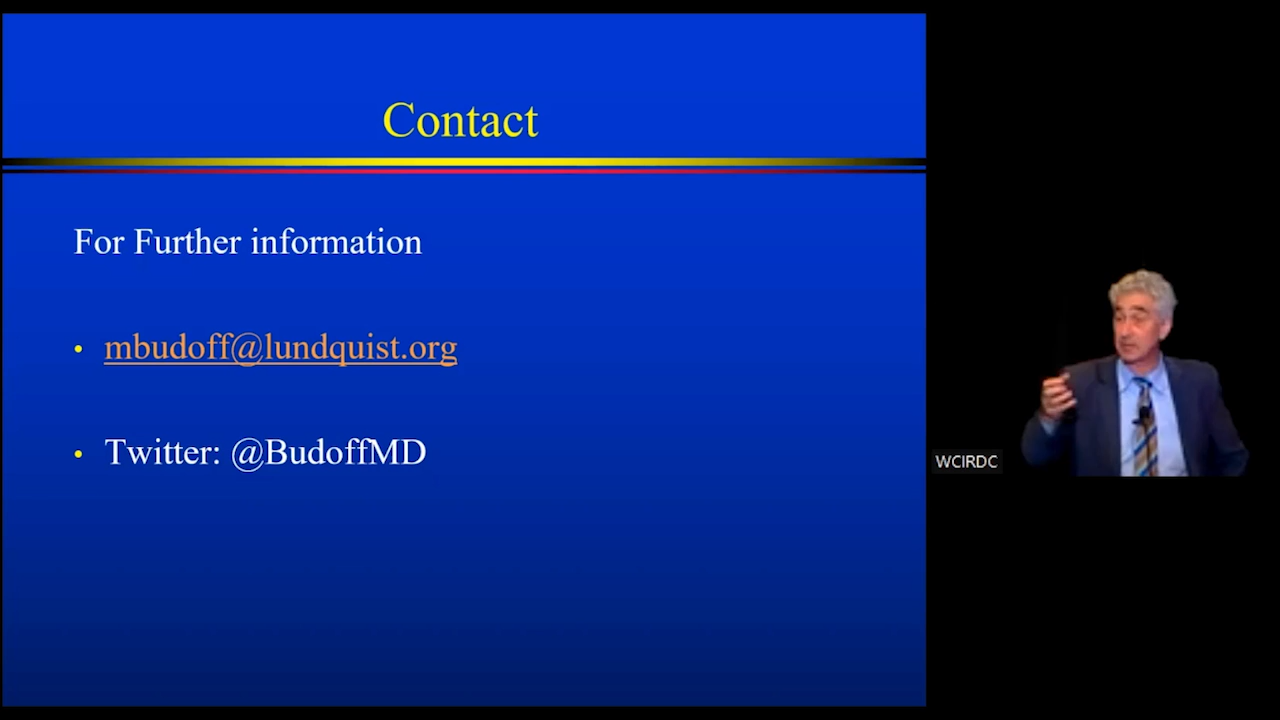 Contact
For Further information
• mbudoff@lundquist.org
• Twitter: @BudoffMD
WCIRDC